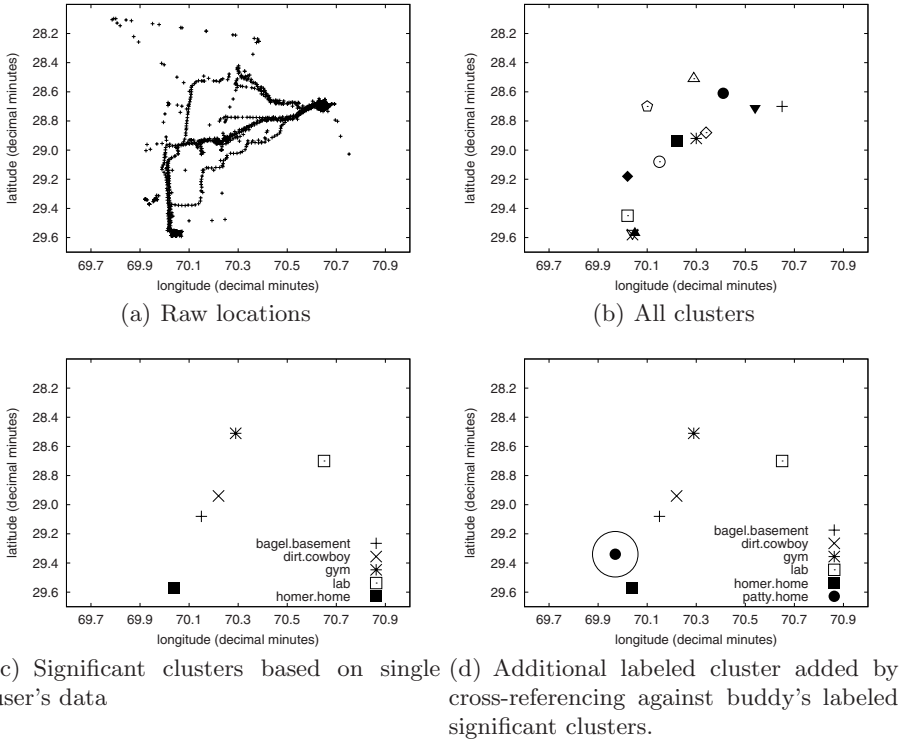 28.2
28.4
28.6
28.8
29.0
29.2
29.4
29.6
69.7 69.9 70.1 70.3 70.5 70.7 70.9
latitude (decimal minutes)
longitude (decimal minutes)
(a) Raw locations
28.2
28.4
28.6
28.8
29.0
29.2
29.4
29.6
69.7 69.9 70.1 70.3 70.5 70.7 70.9
latitude (decimal minutes)
longitude (decimal minutes)
(b) All clusters
28.2
28.4
28.6
28.8
29.0
29.2
29.4
29.6
69.7 69.9 70.1 70.3 70.5 70.7 70.9
latitude (decimal minutes)
longitude (decimal minutes)
bagel.basement
dirt.cowboy
gym
lab
homer.home
c) Significant clusters based on single
user's data
28.2
28.4
28.6
28.8
29.0
29.2
29.4
29.6
69.7 69.9 70.1 70.3 70.5 70.7 70.9
latitude (decimal minutes)
longitude (decimal minutes)
bagel.basement
dirt.cowboy
gym
lab
homer.home
patty.home
(d) Additional labeled cluster added by
cross-referencing against buddy's labeled
significant clusters.